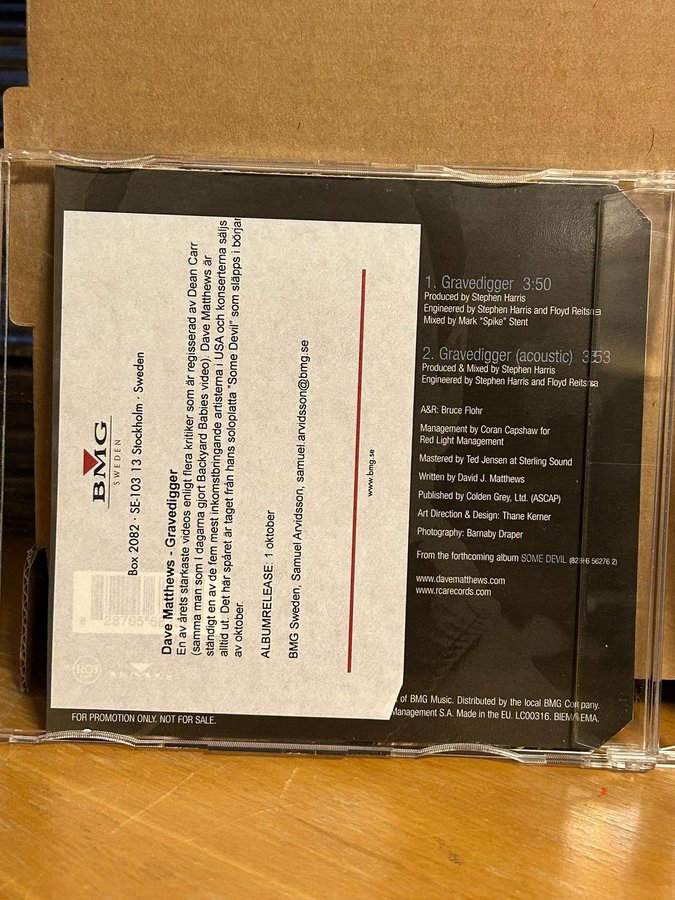 BMG
SWEDEN
Box 2082 · SE-103 13 Stockholm · Sweden
Dave Matthews - Gravedigger
En av årets starkaste videos enligt flera kritiker som är regisserad av Dean Carr
(samma man som I dagarna gjort Backyard Babies video). Dave Matthews är
ständigt en av de fem mest inkomstbringande artisterna i USA och konserterna säljs
alltid ut. Det här spåret är taget från hans soloplatta "Some Devil" som släpps i början
av oktober.
ALBUMRELEASE: 1 oktober
BMG Sweden, Samuel Arvidsson, samuel.arvidsson@bmg.se
www.bmg.se
1. Gravedigger 3:50
Produced by Stephen Harris
Engineered by Stephen Harris and Floyd Reitsma
Mixed by Mark "Spike" Stent
2. Gravedigger (acoustic) 3:53
Produced & Mixed by Stephen Harris
Engineered by Stephen Harris and Floyd Reitsma
A&R: Bruce Flohr
Management by Coran Capshaw for
Red Light Management
Mastered by Ted Jensen at Sterling Sound
Written by David J. Matthews
Published by Colden Grey, Ltd. (ASCAP)
Art Direction & Design: Thane Kerner
Photography: Barnaby Draper
From the forthcoming album SOME DEVIL
www.davematthews.com
www.rcarecords.com
of BMG Music. Distributed by the local BMG Company.
Management S.A. Made in the EU. LC00316. BIEM/GEMA.
FOR PROMOTION ONLY. NOT FOR SALE.
RCA
BMG